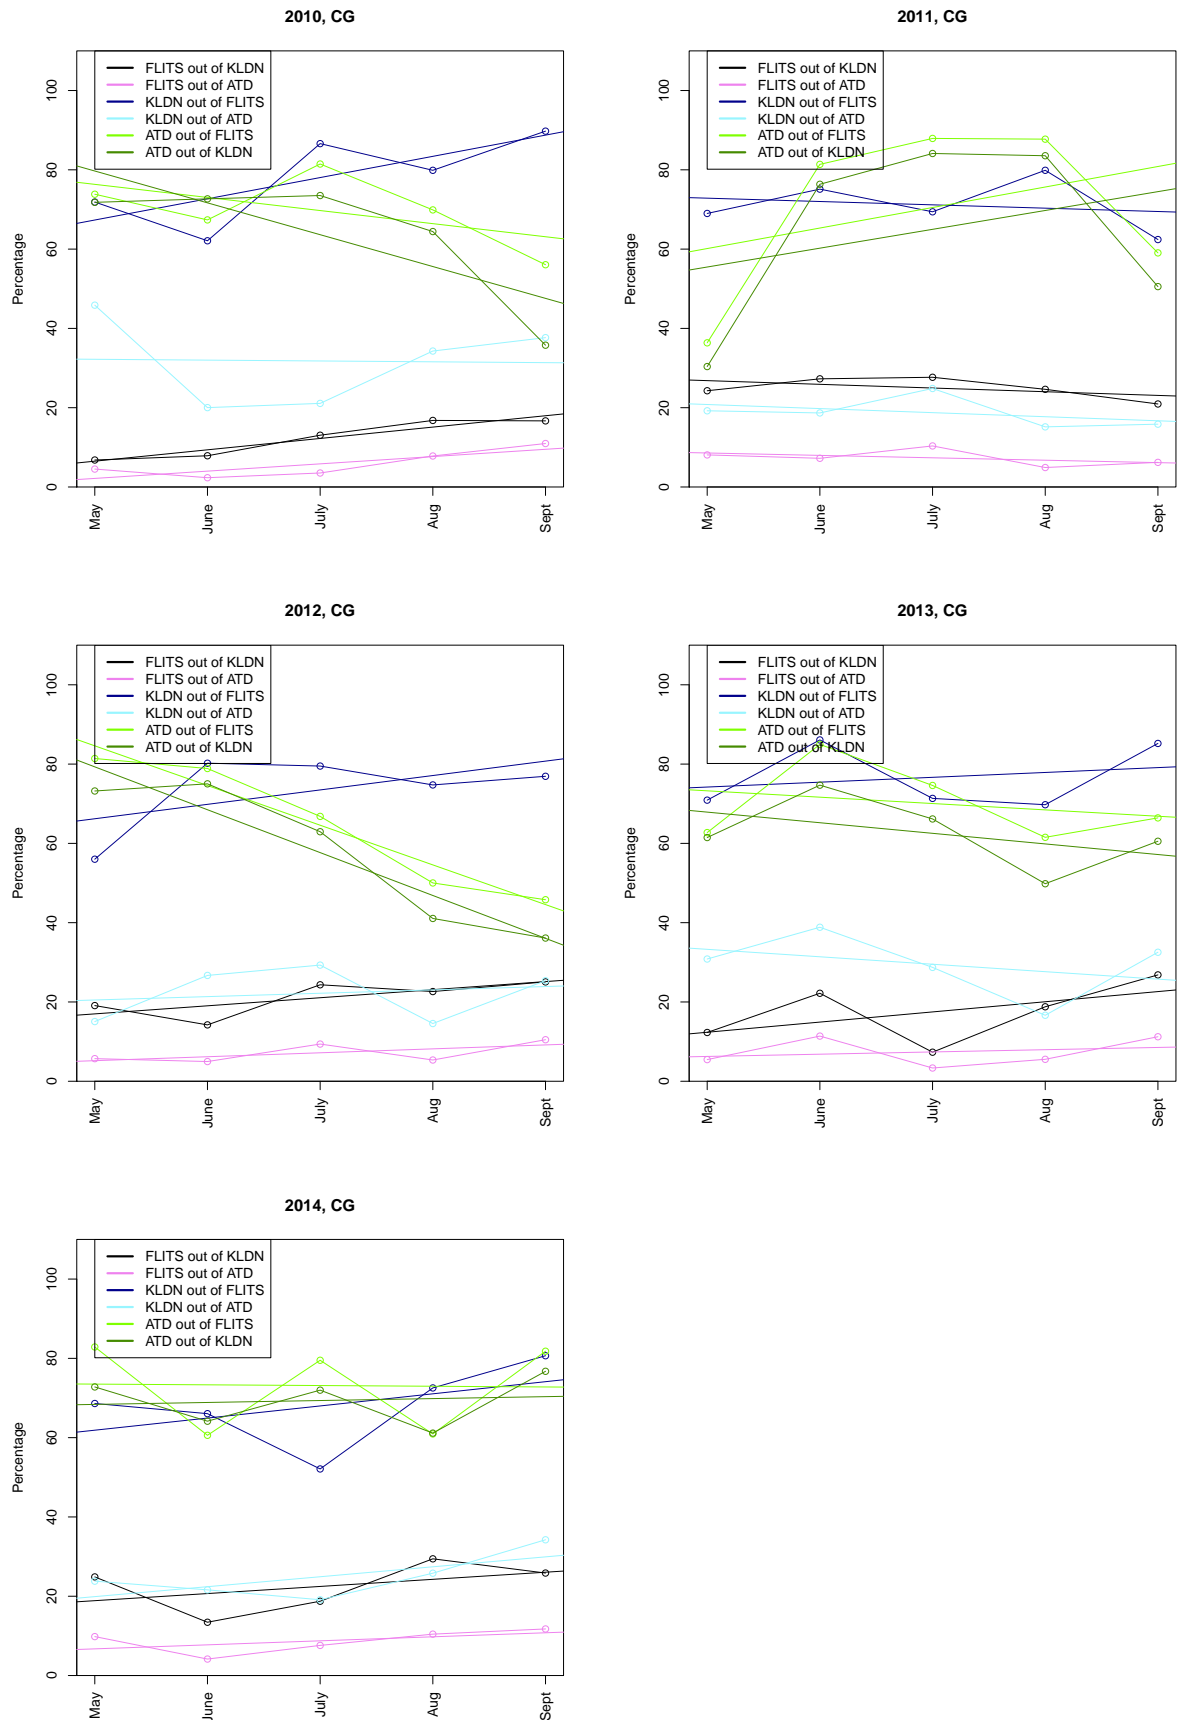 2010, CG
FLITS out of KLDN
FLITS out of ATD
KLDN out of FLITS
KLDN out of ATD
ATD out of FLITS
ATD out of KLDN
Percentage
0
20
40
60
80
100
May
June
July
Aug
Sept
2011, CG
FLITS out of KLDN
FLITS out of ATD
KLDN out of FLITS
KLDN out of ATD
ATD out of FLITS
ATD out of KLDN
Percentage
0
20
40
60
80
100
May
June
July
Aug
Sept
2012, CG
FLITS out of KLDN
FLITS out of ATD
KLDN out of FLITS
KLDN out of ATD
ATD out of FLITS
ATD out of KLDN
Percentage
0
20
40
60
80
100
May
June
July
Aug
Sept
2013, CG
FLITS out of KLDN
FLITS out of ATD
KLDN out of FLITS
KLDN out of ATD
ATD out of FLITS
ATD out of KLDN
Percentage
0
20
40
60
80
100
May
June
July
Aug
Sept
2014, CG
FLITS out of KLDN
FLITS out of ATD
KLDN out of FLITS
KLDN out of ATD
ATD out of FLITS
ATD out of KLDN
Percentage
0
20
40
60
80
100
May
June
July
Aug
Sept